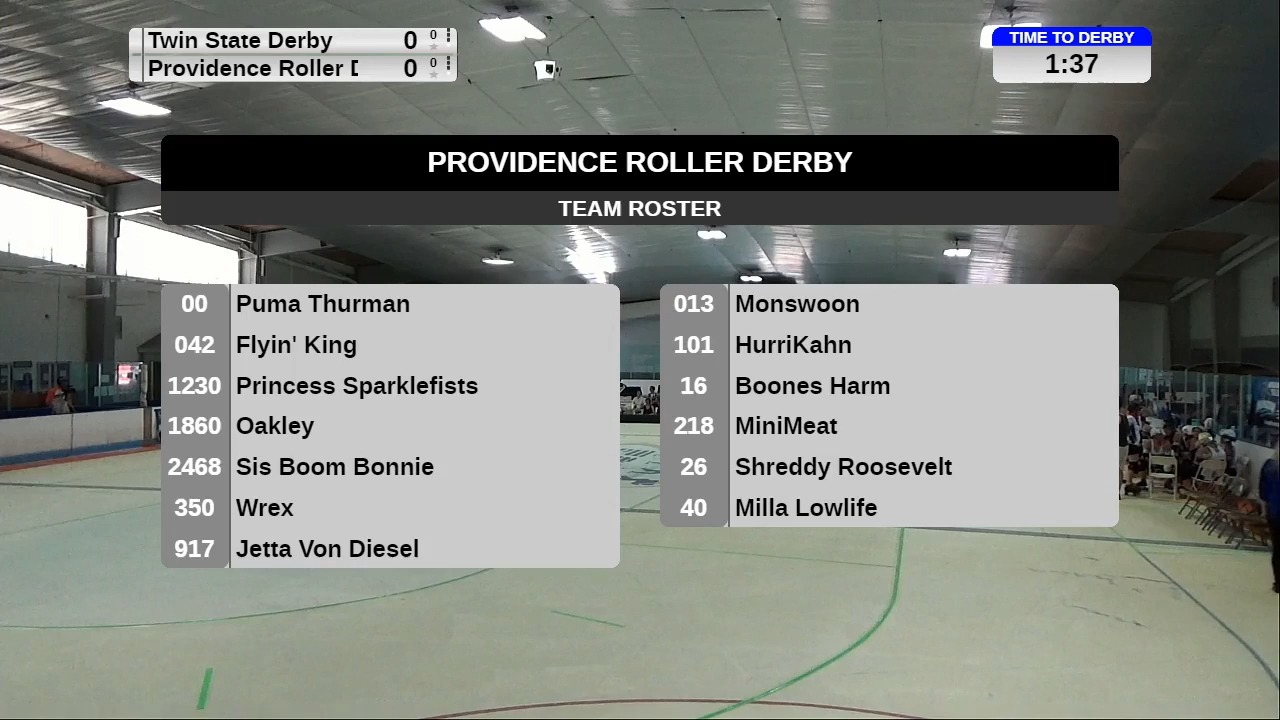 Twin State Derby 0 0
Providence Roller D 0 0
TIME TO DERBY
1:37
PROVIDENCE ROLLER DERBY
TEAM ROSTER
00 Puma Thurman
042 Flyin' King
1230 Princess Sparklefists
1860 Oakley
2468 Sis Boom Bonnie
350 Wrex
917 Jetta Von Diesel
013 Monswoon
101 HurriKahn
16 Boones Harm
218 MiniMeat
26 Shreddy Roosevelt
40 Milla Lowlife